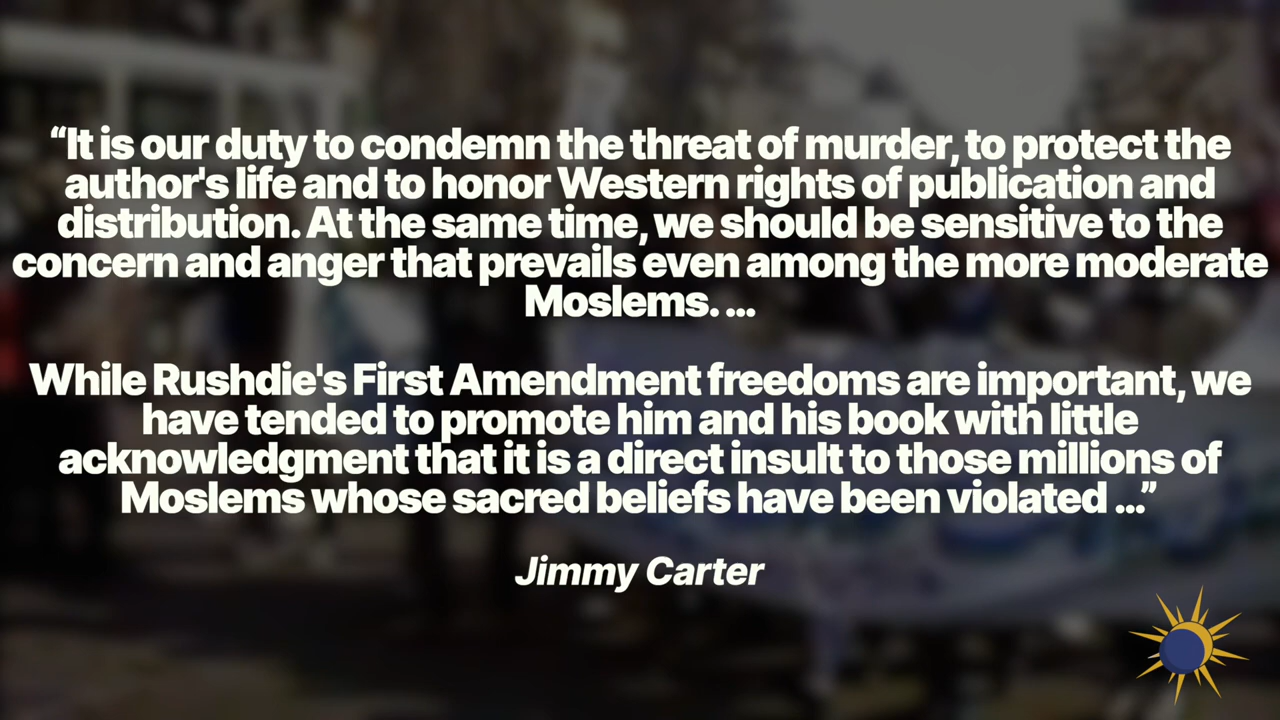 “It is our duty to condemn the threat of murder, to protect the
author's life and to honor Western rights of publication and
distribution. At the same time, we should be sensitive to the
concern and anger that prevails even among the more moderate
Moslems. ...
While Rushdie's First Amendment freedoms are important, we
have tended to promote him and his book with little
acknowledgment that it is a direct insult to those millions of
Moslems whose sacred beliefs have been violated ...”
Jimmy Carter